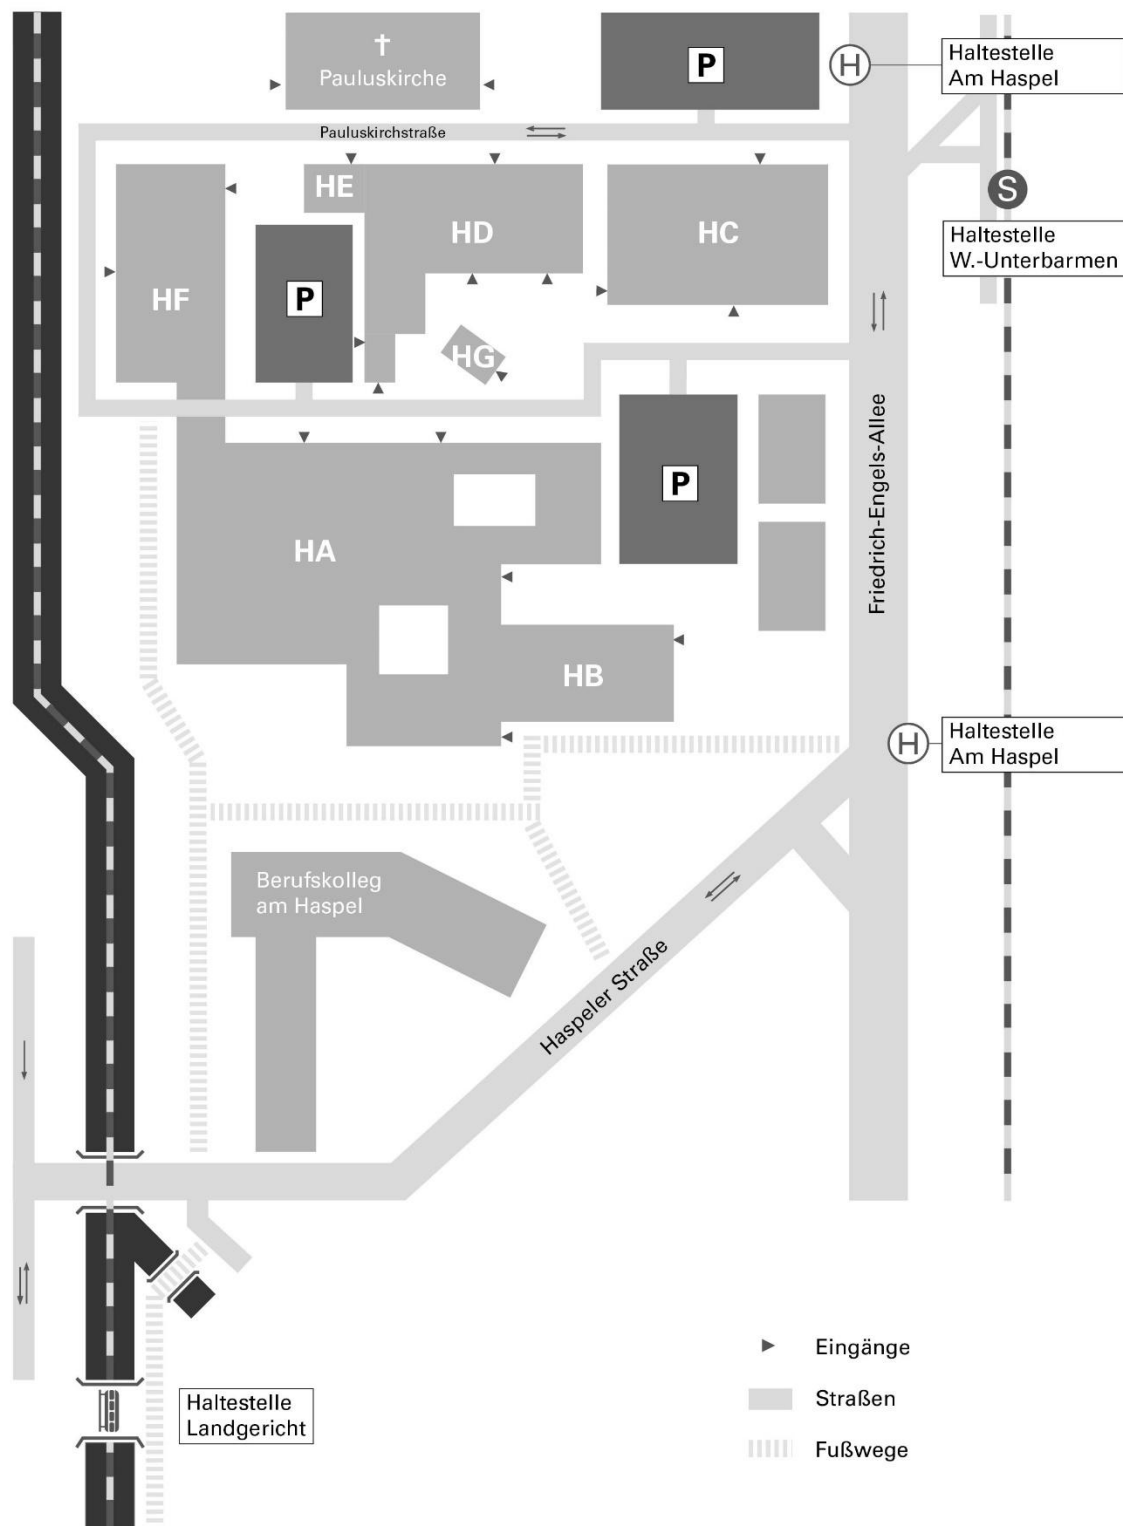 Pauluskirche
P
H
Haltestelle
Am Haspel
Pauluskirchstraße
HE
HD
HC
S
Haltestelle
W.-Unterbarmen
HF
P
HG
Friedrich-Engels-Allee
P
HA
HB
H
Haltestelle
Am Haspel
Berufskolleg
am Haspel
Haspeler Straße
Eingänge
Haltestelle
Landgericht
Straßen
Fußwege